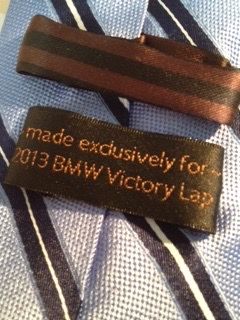 made exclusively for -
2013 BMW Victory Lap